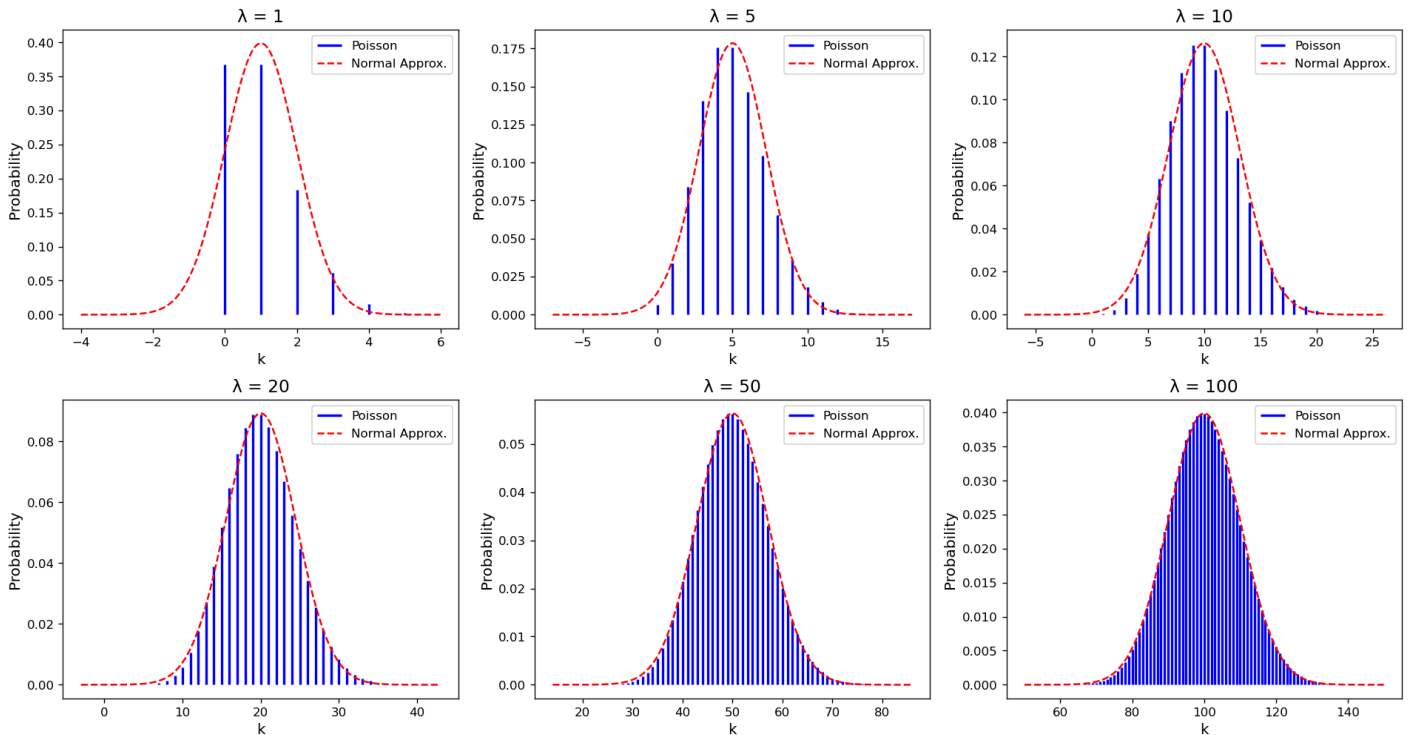 λ = 1
0.40
0.35
0.30
0.25
0.20
0.15
0.10
0.05
0.00
Probability
−4 −2 0 2 4 6
k
Poisson
Normal Approx.
λ = 5
0.175
0.150
0.125
0.100
0.075
0.050
0.025
0.000
Probability
−5 0 5 10 15
k
Poisson
Normal Approx.
λ = 10
0.12
0.10
0.08
0.06
0.04
0.02
0.00
Probability
−5 0 5 10 15 20 25
k
Poisson
Normal Approx.
λ = 20
0.08
0.06
0.04
0.02
0.00
Probability
0 10 20 30 40
k
Poisson
Normal Approx.
λ = 50
0.05
0.04
0.03
0.02
0.01
0.00
Probability
20 30 40 50 60 70 80
k
Poisson
Normal Approx.
λ = 100
0.040
0.035
0.030
0.025
0.020
0.015
0.010
0.005
0.000
Probability
60 80 100 120 140
k
Poisson
Normal Approx.